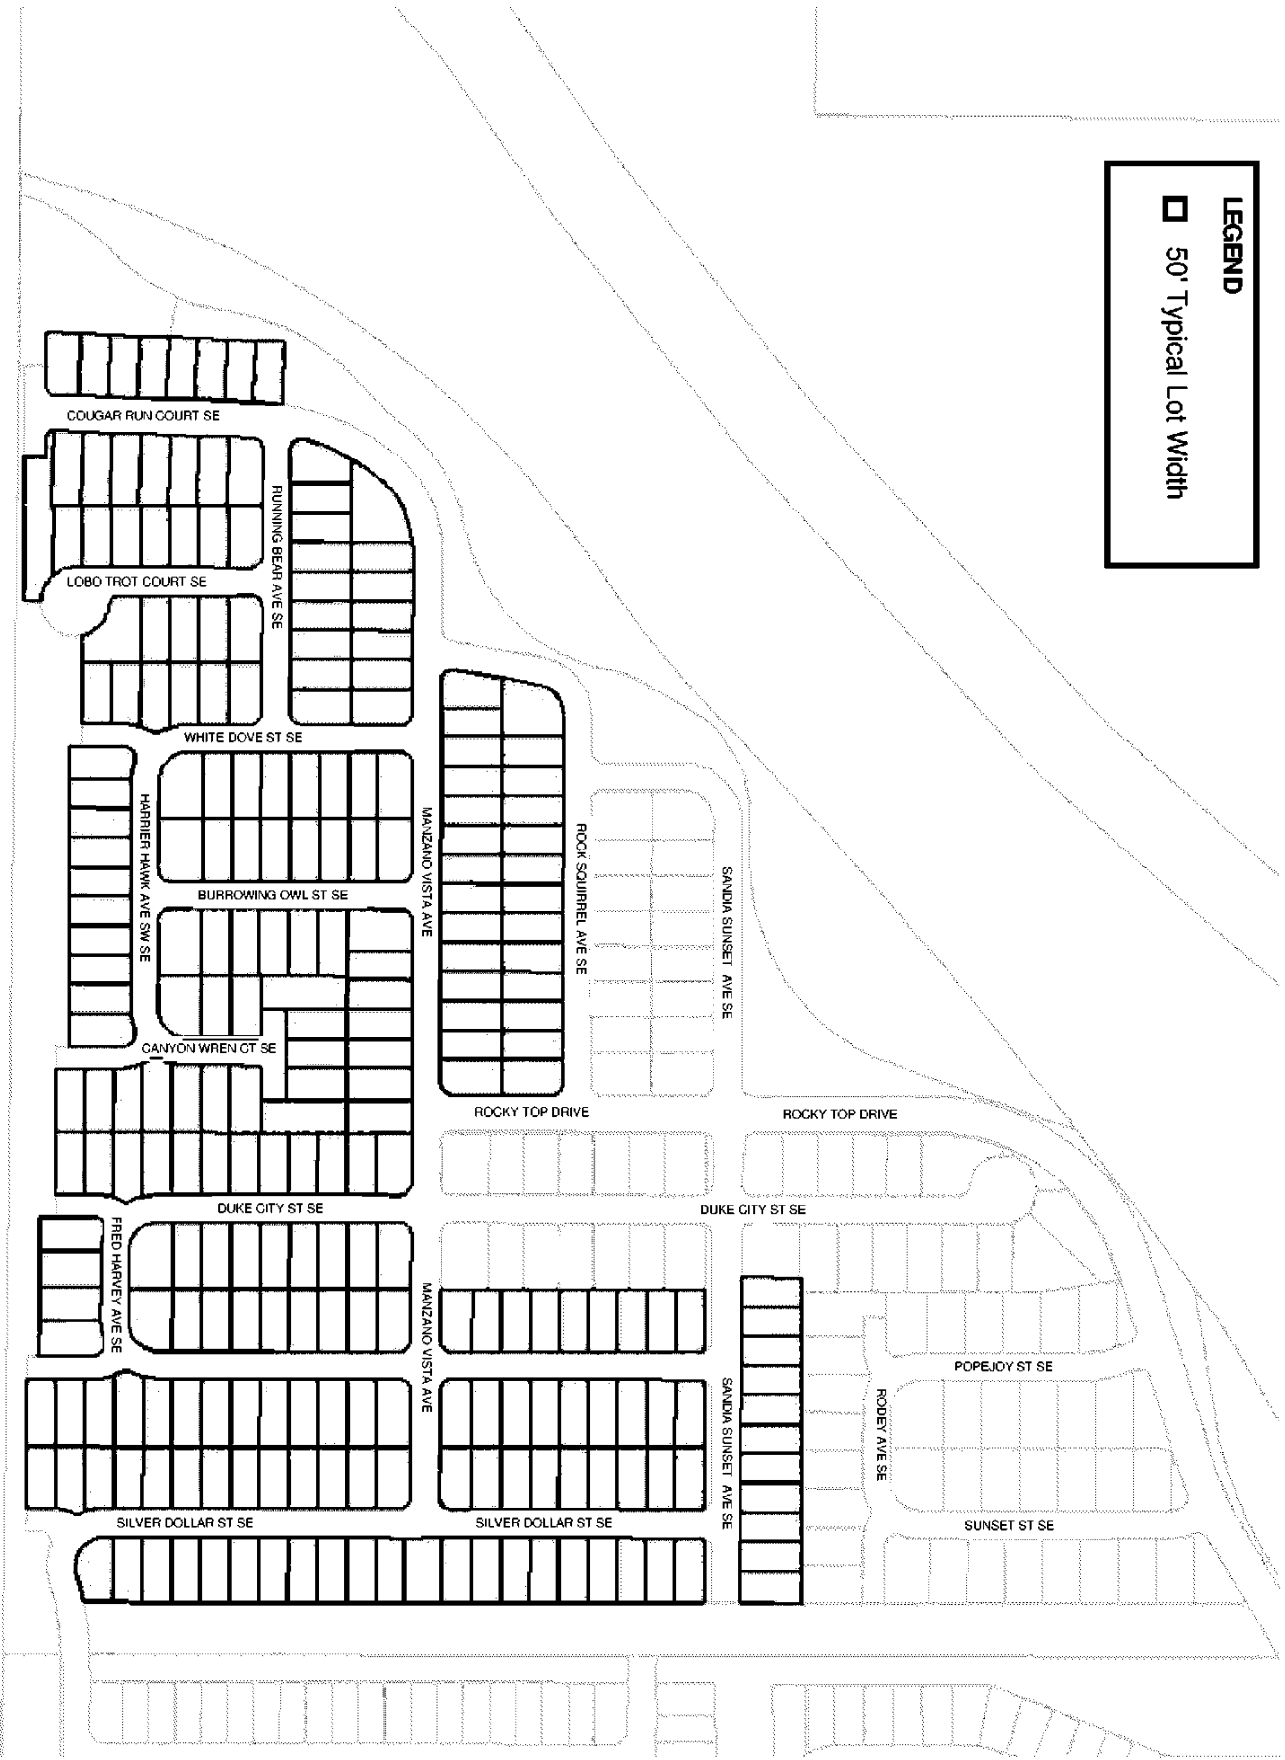 LEGEND
50' Typical Lot Width
COUGAR RUN COURT SE
RUNNING BEAR AVE SE
LOBO TROT COURT SE
WHITE DOVE ST SE
HARRIER HAWK AVE SW SE
MANZANO VISTA AVE
ROCK SQUIRREL AVE SE
SANDIA SUNSET AVE SE
BURROWING OWL ST SE
CANYON WREN CT SE
ROCKY TOP DRIVE
ROCKY TOP DRIVE
DUKE CITY ST SE
DUKE CITY ST SE
FRED HARVEY AVE SE
MANZANO VISTA AVE
POPEJOY ST SE
SANDIA SUNSET AVE SE
RODEY AVE SE
SILVER DOLLAR ST SE
SILVER DOLLAR ST SE
SUNSET ST SE